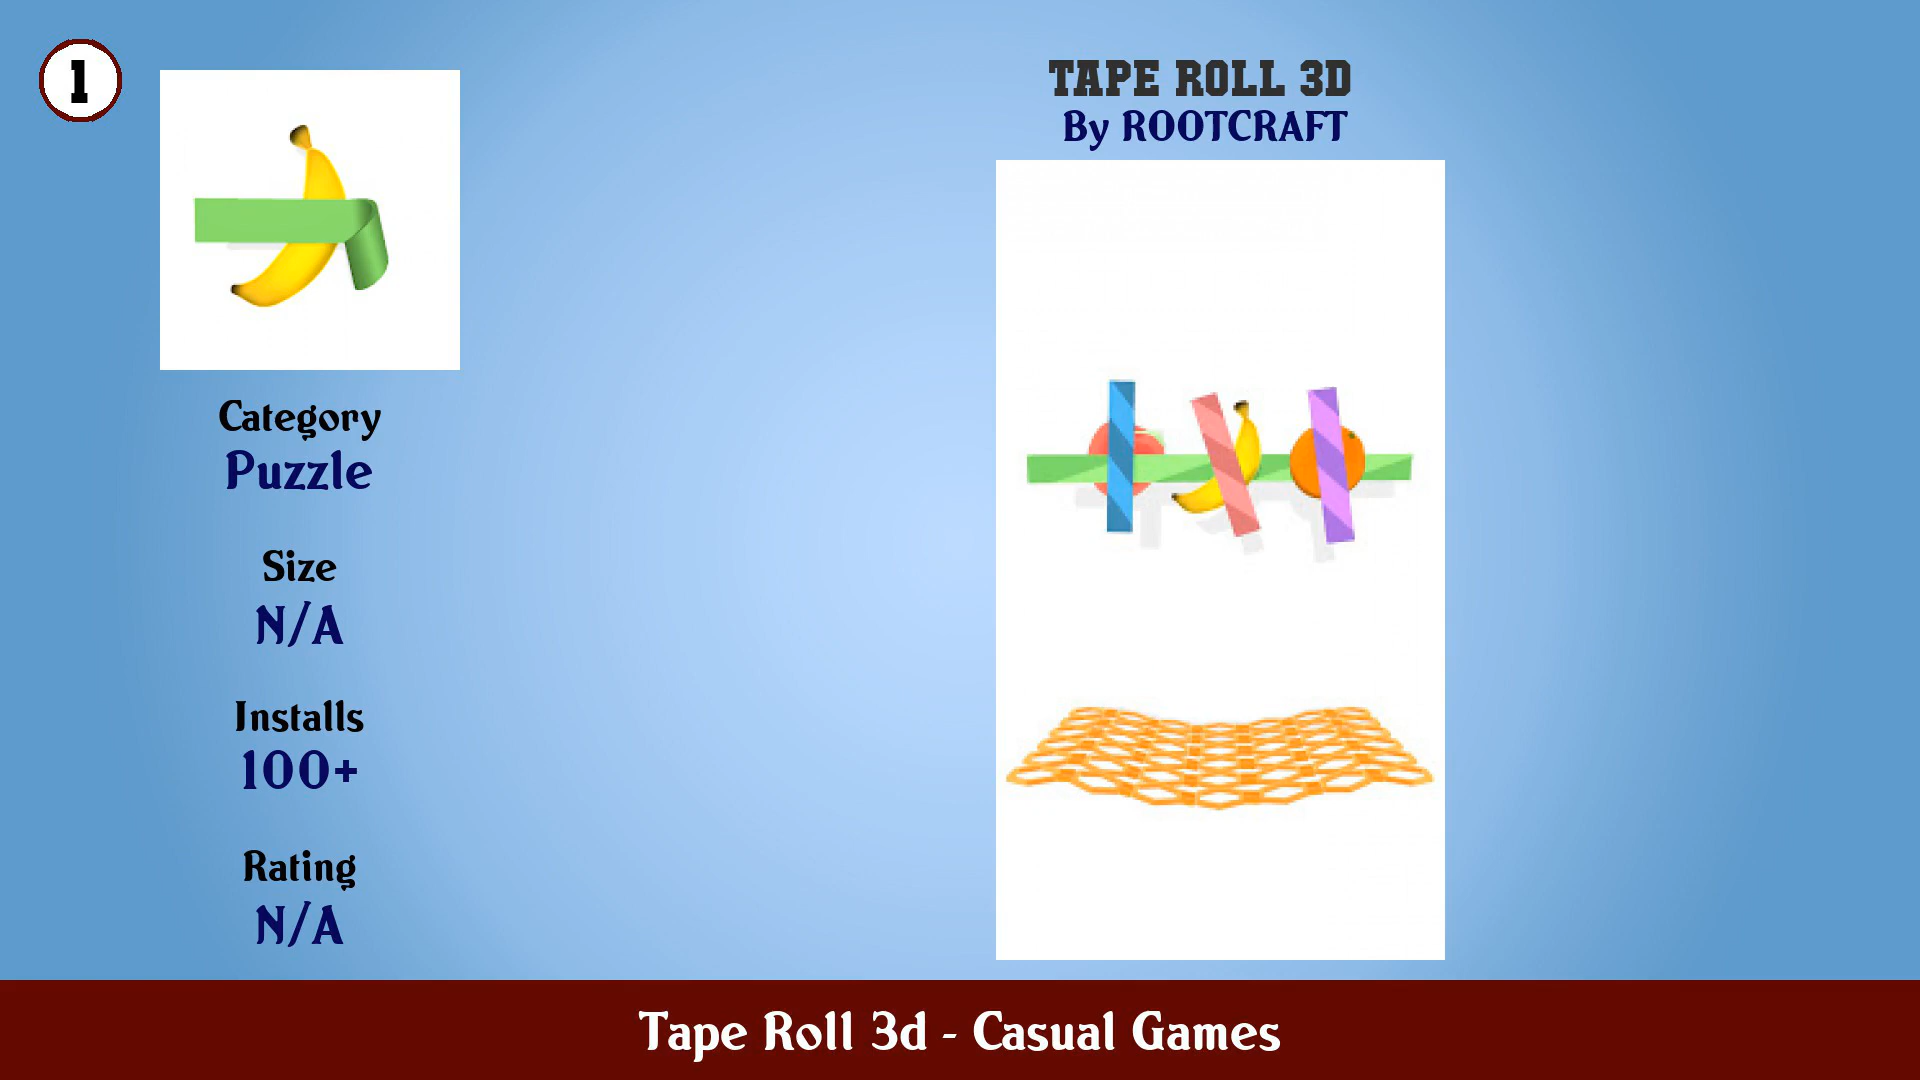 1
TAPE ROLL 3D
By ROOTCRAFT
Category
Puzzle
Size
N/A
Installs
100+
Rating
N/A
Tape Roll 3d - Casual Games